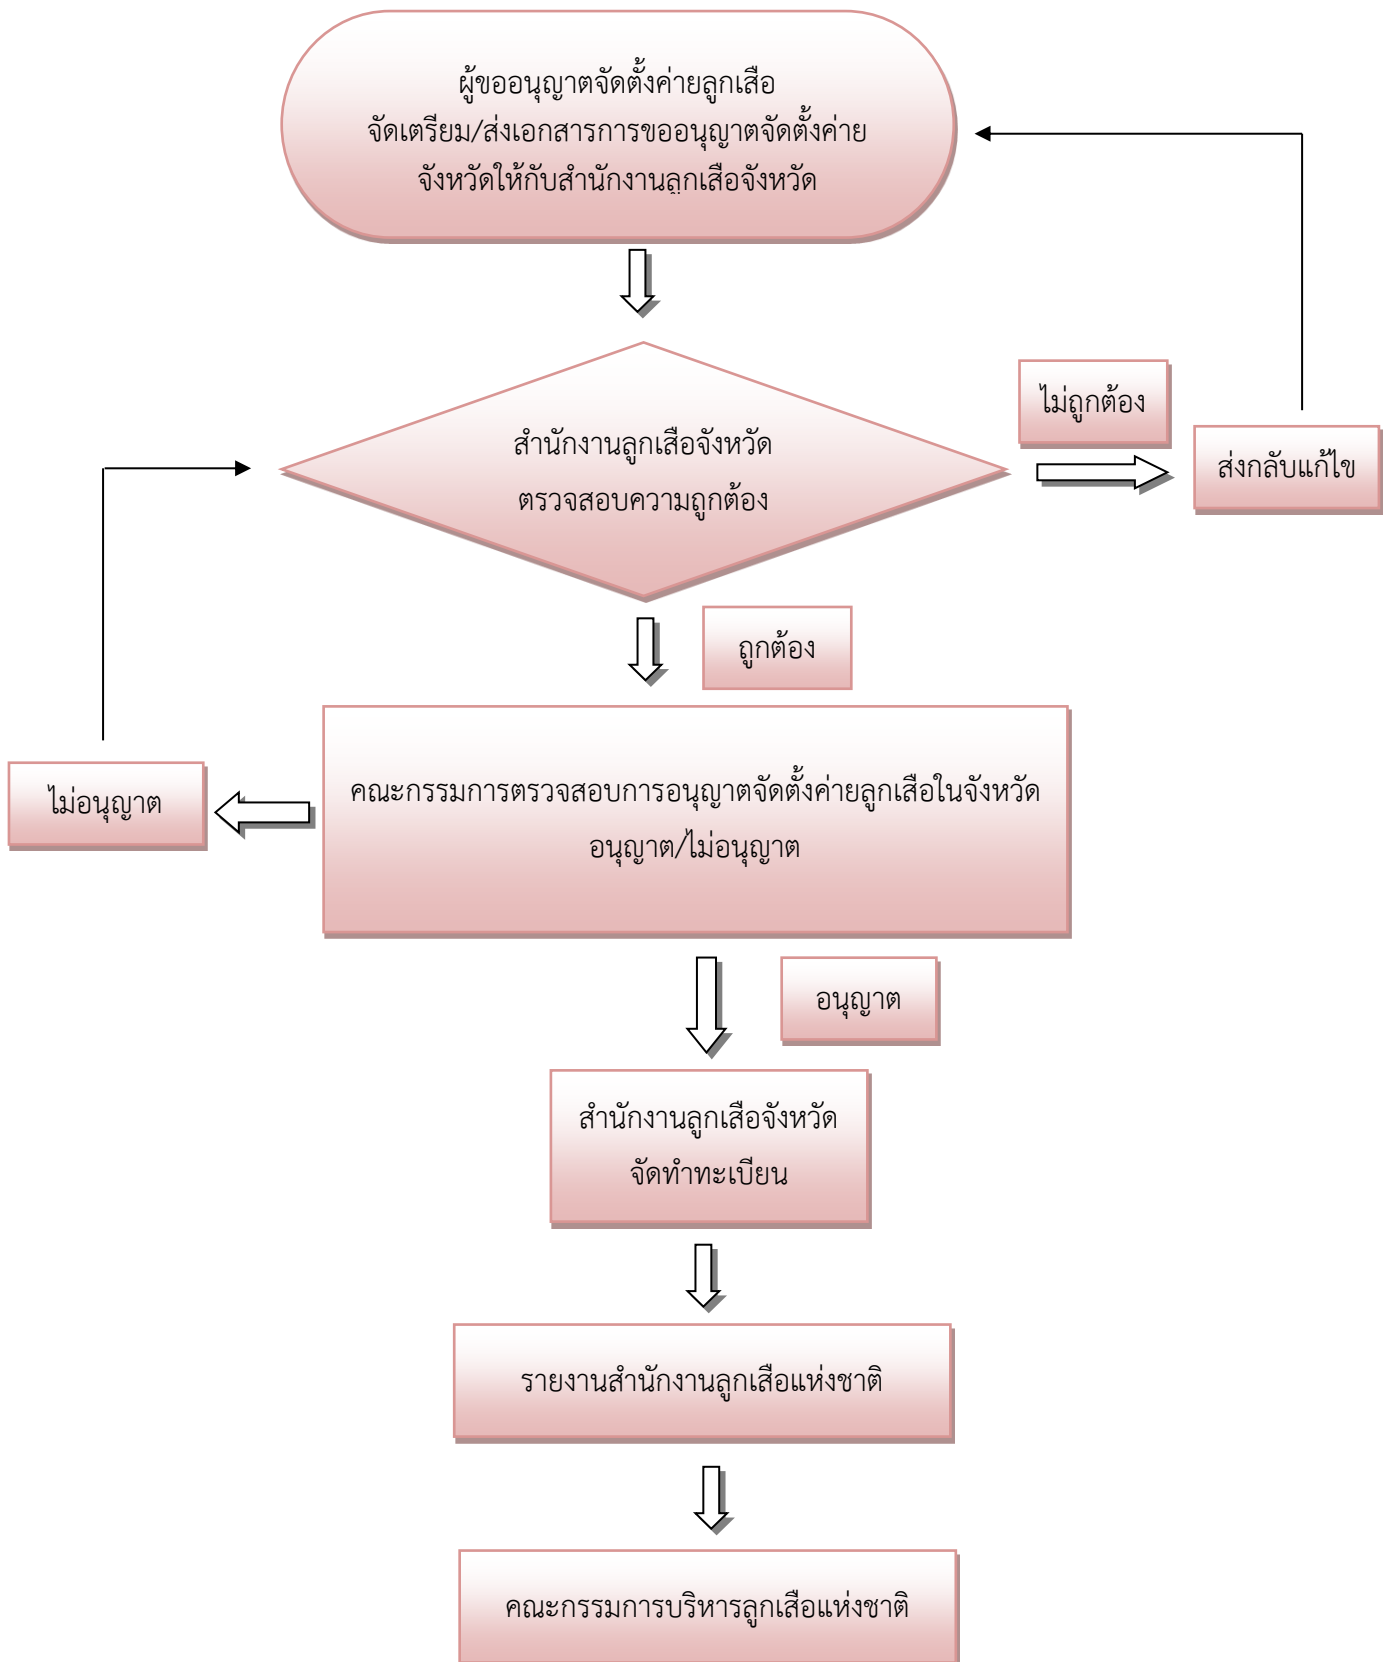 ผู้ขออนุญาตจัดตั้งค่ายลูกเสือ
จัดเตรียม/ส่งเอกสารการขออนุญาตจัดตั้งค่าย
จังหวัดให้กับสำนักงานลูกเสือจังหวัด
สำนักงานลูกเสือจังหวัด
ตรวจสอบความถูกต้อง
ไม่ถูกต้อง
ส่งกลับแก้ไข
ถูกต้อง
คณะกรรมการตรวจสอบการอนุญาตจัดตั้งค่ายลูกเสือในจังหวัด
อนุญาต/ไม่อนุญาต
ไม่อนุญาต
อนุญาต
สำนักงานลูกเสือจังหวัด
จัดทำทะเบียน
รายงานสำนักงานลูกเสือแห่งชาติ
คณะกรรมการบริหารลูกเสือแห่งชาติ